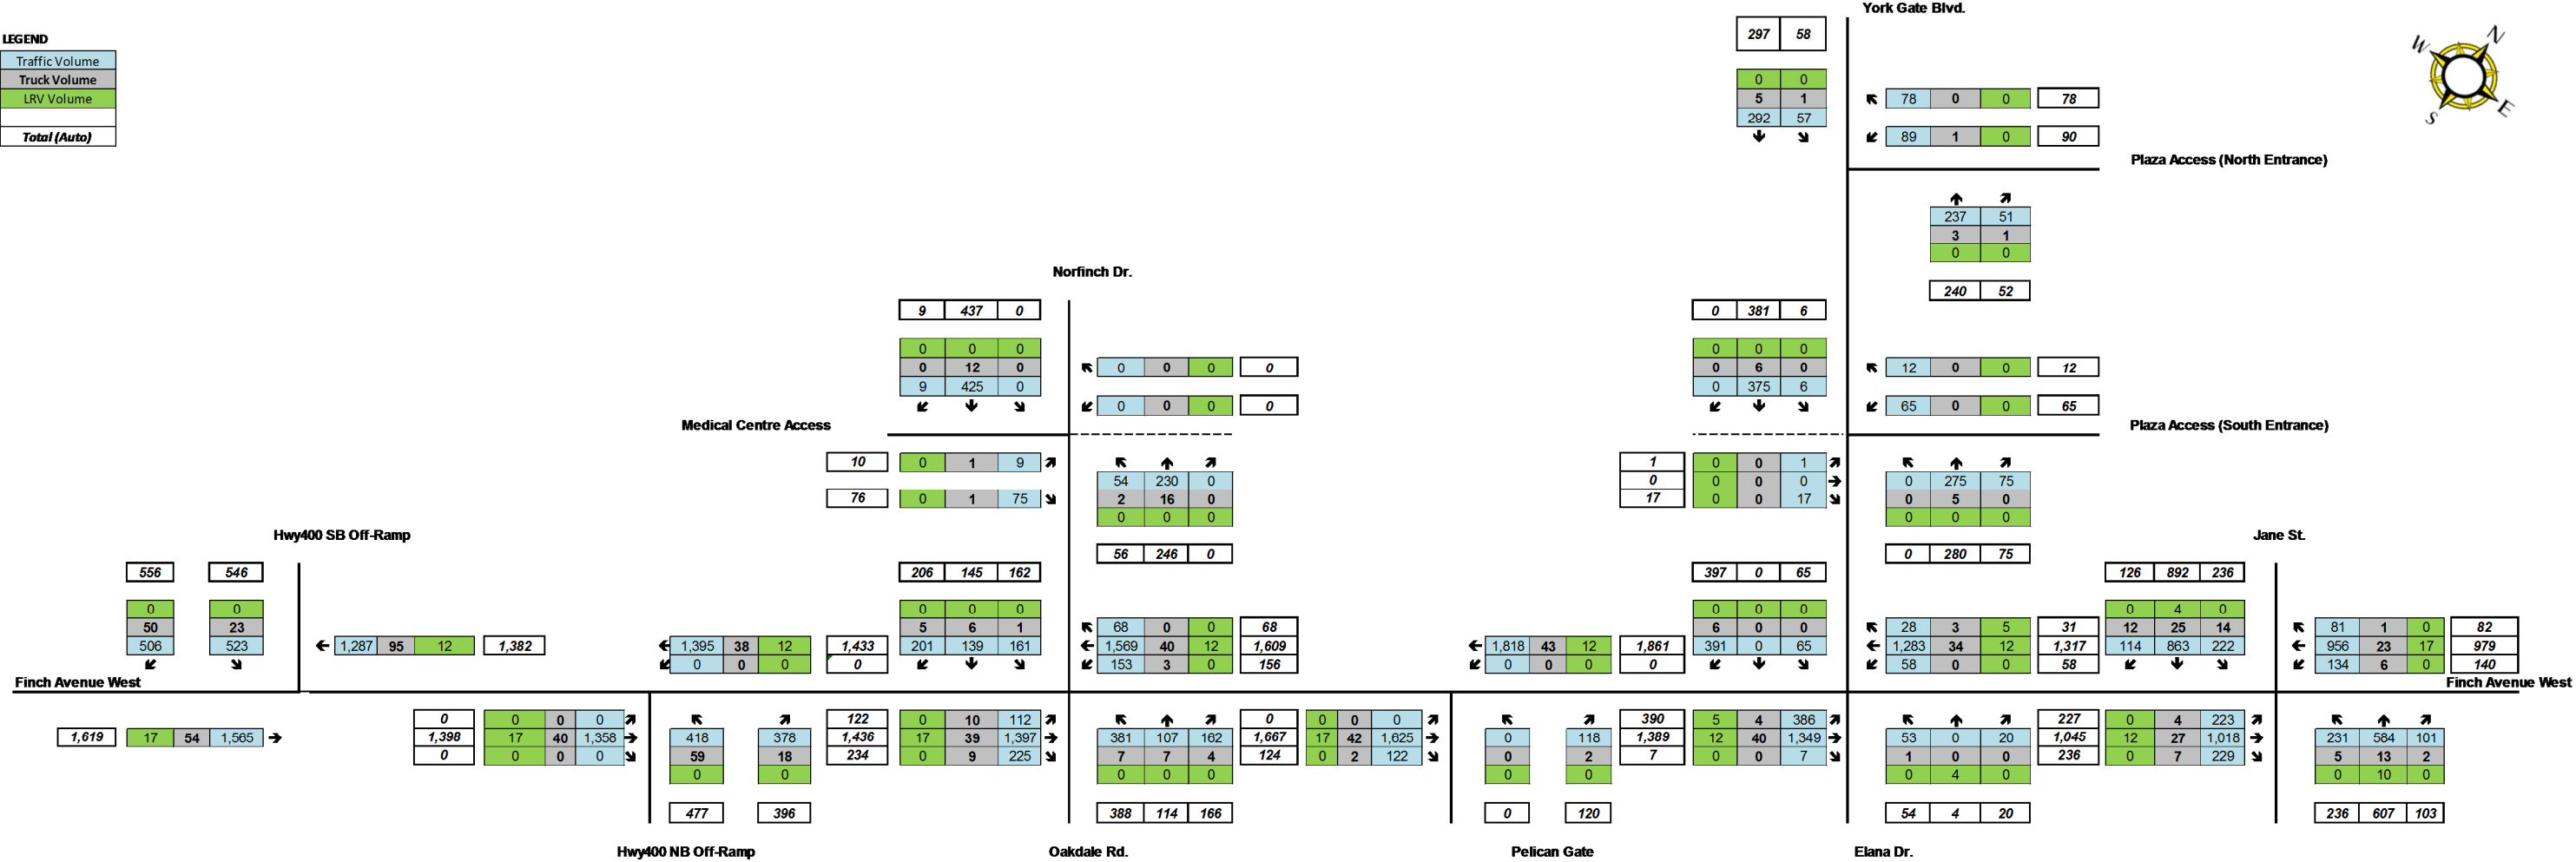 York Gate Blvd.
LEGEND
Traffic Volume
Truck Volume
LRV Volume
Total (Auto)
297 58
0 0
5 1
292 57
78 0 0 78
89 1 0 90
N
W
E
S
Plaza Access (North Entrance)
237 51
3 1
0 0
240 52
Norfinch Dr.
9 437 0
0 0 0
0 12 0
9 425 0
0 0 0 0
0 0 0 0
0 381 6
0 0 0
0 6 0
0 375 6
12 0 0 12
65 0 0 65
Medical Centre Access
Plaza Access (South Entrance)
10 0 1 9
76 0 1 75
54 230 0
2 16 0
0 0 0
56 246 0
1 0 0 1
0 0 0 0
17 0 0 17
0 275 75
0 5 0
0 0 0
0 280 75
Hwy400 SB Off-Ramp
Jane St.
556 546
0 0
50 23
506 523
1,287 95 12 1,382
1,395 38 12 1,433
0 0 0 0
206 145 162
0 0 0
5 6 1
201 139 161
68 0 0 68
1,569 40 12 1,609
153 3 0 156
1,818 43 12 1,861
0 0 0 0
397 0 65
0 0 0
6 0 0
391 0 65
28 3 5 31
1,283 34 12 1,317
58 0 0 58
126 892 236
0 4 0
12 25 14
114 863 222
81 1 0 82
956 23 17 979
134 6 0 140
Finch Avenue West
Finch Avenue West
1,619 17 54 1,565
0 0 0 0
1,398 17 40 1,358
0 0 0 0
418 378
59 18
0 0
477 396
122 0 10 112
1,436 17 39 1,397
234 0 9 225
381 107 162
7 7 4
0 0 0
388 114 166
0 0 0 0
1,667 17 42 1,625
124 0 2 122
0 118
0 2
0 0
0 120
390 5 4 386
1,389 12 40 1,349
7 0 0 7
53 0 20
1 0 0
0 4 0
54 4 20
227 0 4 223
1,045 12 27 1,018
236 0 7 229
231 584 101
5 13 2
0 10 0
236 607 103
Hwy400 NB Off-Ramp
Oakdale Rd.
Pelican Gate
Elana Dr.